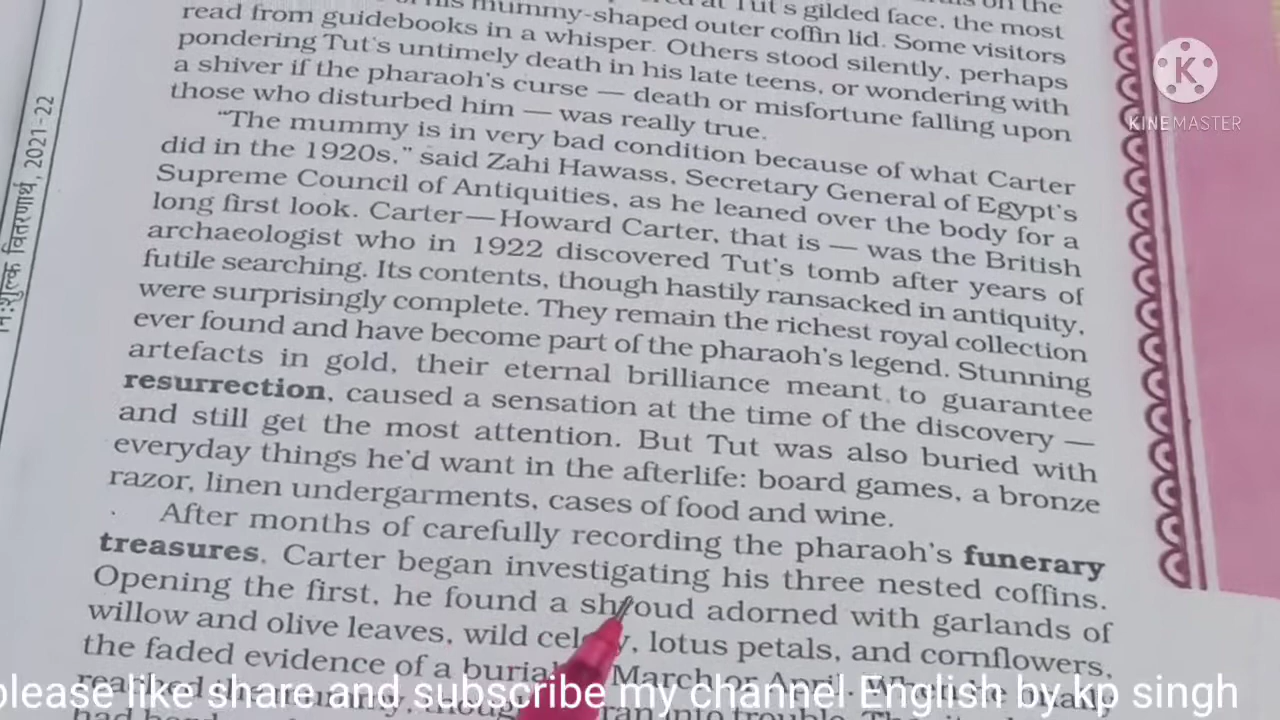 at Tut's gilded face, the most
mummy-shaped outer coffin lid. Some visitors
read from guidebooks in a whisper. Others stood silently, perhaps
pondering Tut's untimely death in his late teens, or wondering with
a shiver if the pharaoh's curse — death or misfortune falling upon
those who disturbed him — was really true.
"The mummy is in very bad condition because of what Carter
did in the 1920s," said Zahi Hawass, Secretary General of Egypt's
Supreme Council of Antiquities, as he leaned over the body for a
long first look. Carter—Howard Carter, that is — was the British
archaeologist who in 1922 discovered Tut's tomb after years of
futile searching. Its contents, though hastily ransacked in antiquity,
were surprisingly complete. They remain the richest royal collection
ever found and have become part of the pharaoh's legend. Stunning
artefacts in gold, their eternal brilliance meant to guarantee
resurrection, caused a sensation at the time of the discovery —
and still get the most attention. But Tut was also buried with
everyday things he'd want in the afterlife: board games, a bronze
razor, linen undergarments, cases of food and wine.
After months of carefully recording the pharaoh's funerary
treasures, Carter began investigating his three nested coffins.
Opening the first, he found a shroud adorned with garlands of
willow and olive leaves, wild lotus petals, and cornflowers,
the faded evidence of a burial March or April.
please like share and subscribe my channel English by kp singh
नि:शुल्क वितरणार्थ, 2021-22
K
KINEMASTER